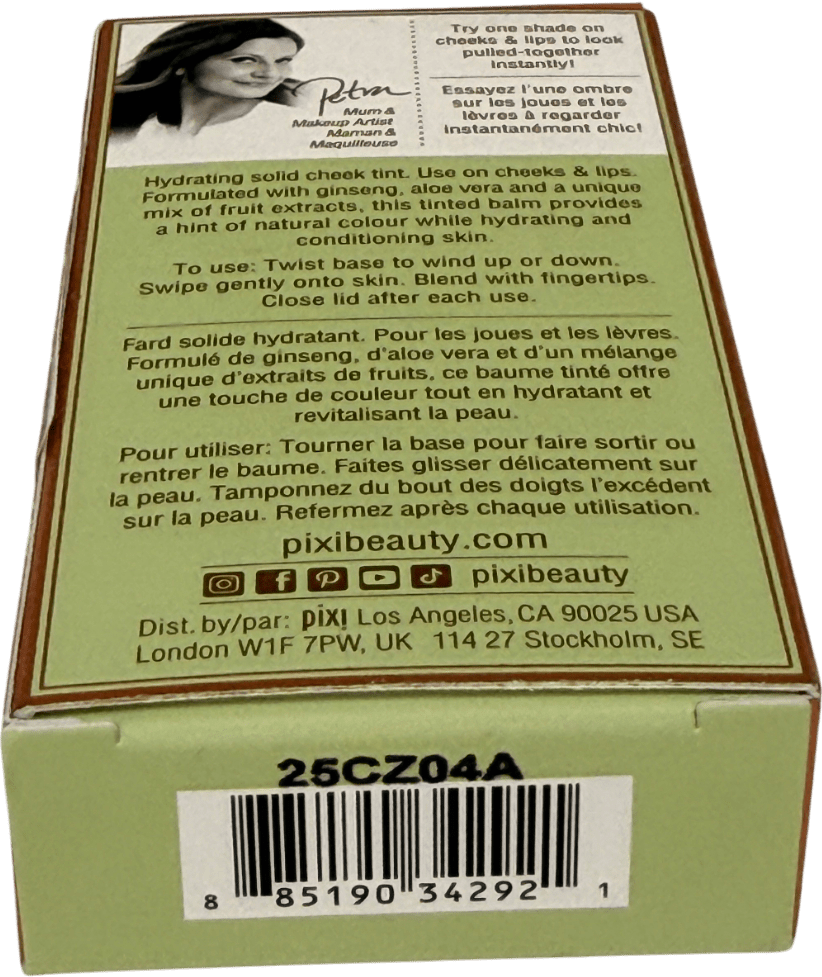 Petra
Mum &
Makeup Artist
Maman &
Maquilleuse
Try one shade on
cheeks & lips to look
pulled-together
instantly!
Essayez l'une ombre
sur les joues et les
lèvres à regarder
instantanément chic!
Hydrating solid cheek tint. Use on cheeks & lips.
Formulated with ginseng, aloe vera and a unique
mix of fruit extracts, this tinted balm provides
a hint of natural colour while hydrating and
conditioning skin.
To use: Twist base to wind up or down.
Swipe gently onto skin. Blend with fingertips.
Close lid after each use.
Fard solide hydratant. Pour les joues et les lèvres.
Formulé de ginseng, d'aloe vera et d'un mélange
unique d'extraits de fruits, ce baume tinté offre
une touche de couleur tout en hydratant et
revitalisant la peau.
Pour utiliser: Tourner la base pour faire sortir ou
rentrer le baume. Faites glisser délicatement sur
la peau. Tamponnez du bout des doigts l'excédent
sur la peau. Refermez après chaque utilisation.
pixibeauty.com
pixibeauty
Dist. by/par: pixi Los Angeles, CA 90025 USA
London W1F 7PW, UK 114 27 Stockholm, SE
25CZ04A
8 85190 34292 1